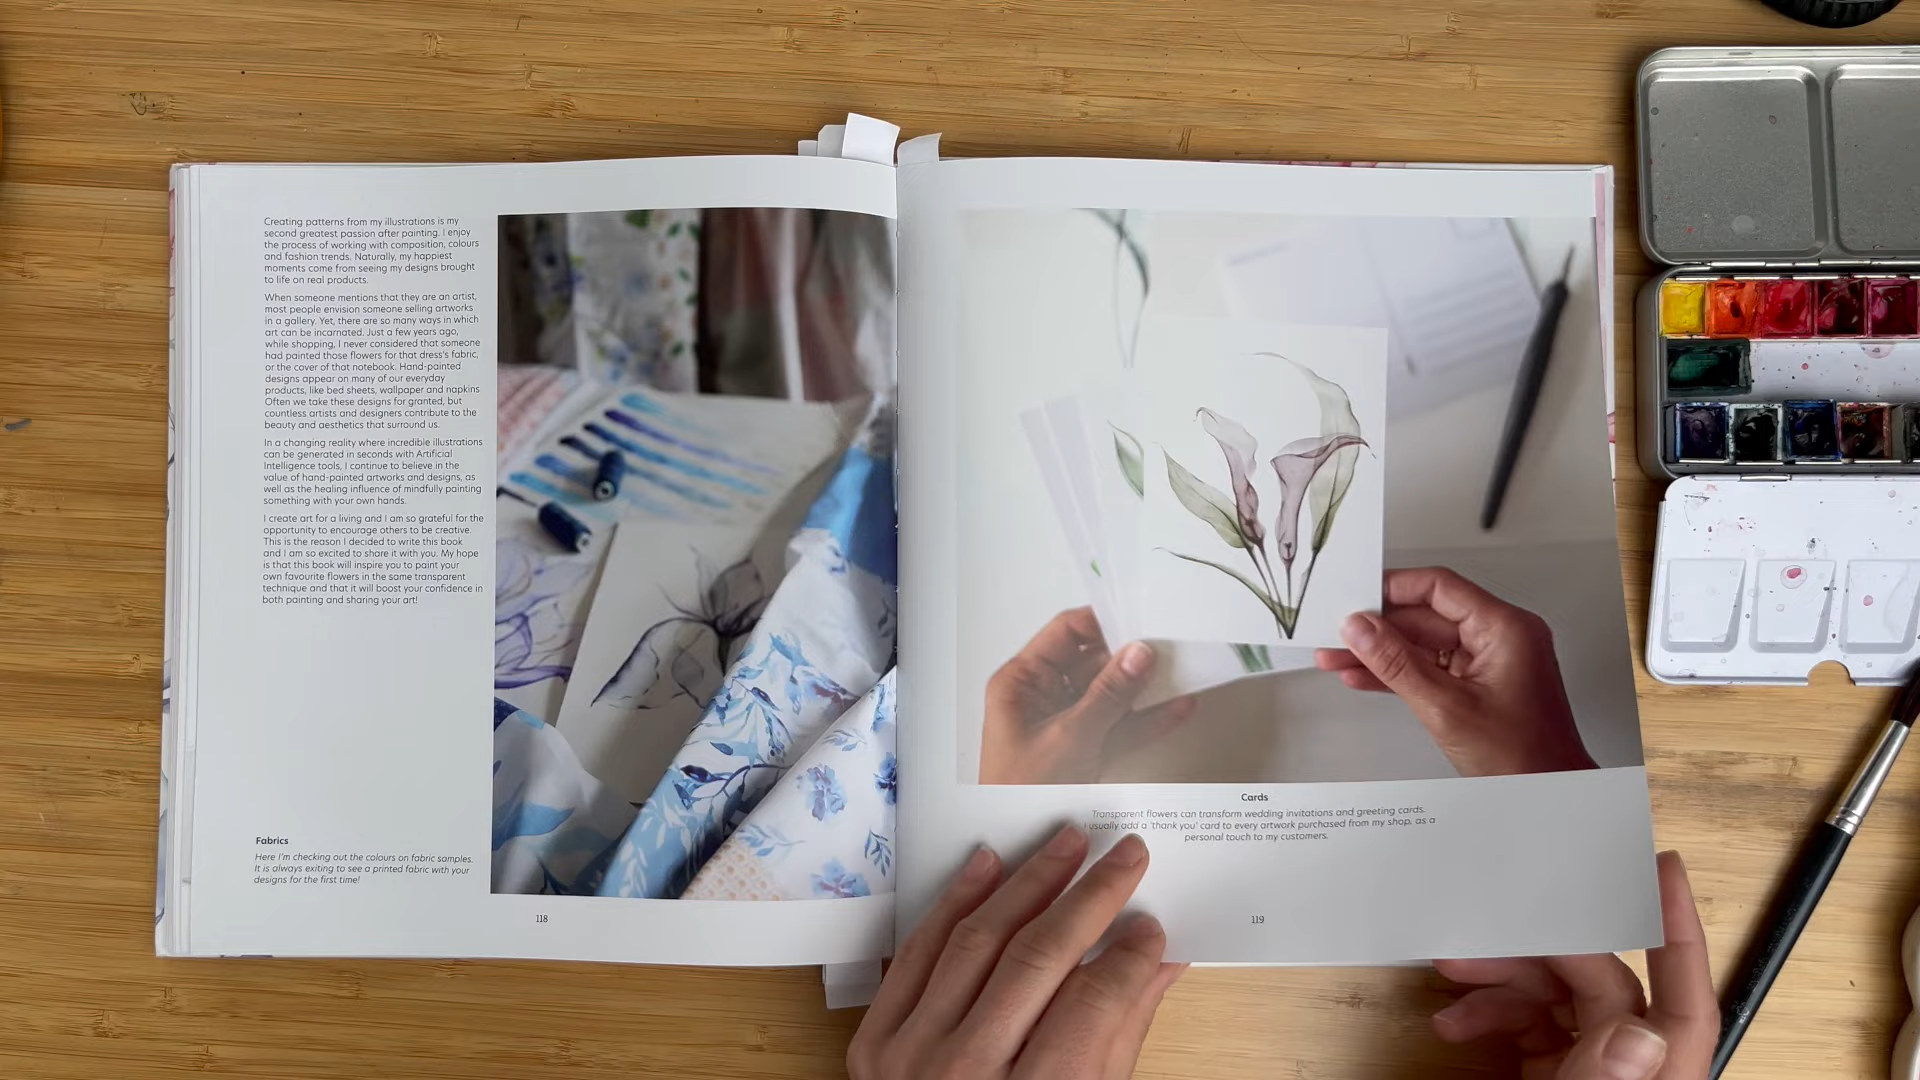 Creating patterns from my illustrations is my
second greatest passion after painting. I enjoy
the process of working with composition, colours
and fashion trends. Naturally, my happiest
moments come from seeing my designs brought
to life on real products.
When someone mentions that they are an artist,
most people envision someone selling artworks
in a gallery. Yet, there are so many ways in which
art can be incarnated. Just a few years ago,
while shopping, I never considered that someone
had painted those flowers for that dress's fabric,
or the cover of that notebook. Hand-painted
designs appear on many of our everyday
products, like bed sheets, wallpaper and napkins
Often we take these designs for granted, but
countless artists and designers contribute to the
beauty and aesthetics that surround us.
In a changing reality where incredible illustrations
can be generated in seconds with Artificial
Intelligence tools, I continue to believe in the
value of hand-painted artworks and designs, as
well as the healing influence of mindfully painting
something with your own hands.
I create art for a living and I am so grateful for the
opportunity to encourage others to be creative.
This is the reason I decided to write this book
and I am so excited to share it with you. My hope
is that this book will inspire you to paint your
own favourite flowers in the same transparent
technique and that it will boost your confidence in
both painting and sharing your art!
Fabrics
Here I'm checking out the colours on fabric samples.
It is always exiting to see a printed fabric with your
designs for the first time!
118
Cards
Transparent flowers can transform wedding invitations and greeting cards.
I usually add a 'thank you' card to every artwork purchased from my shop, as a
personal touch to my customers.
119